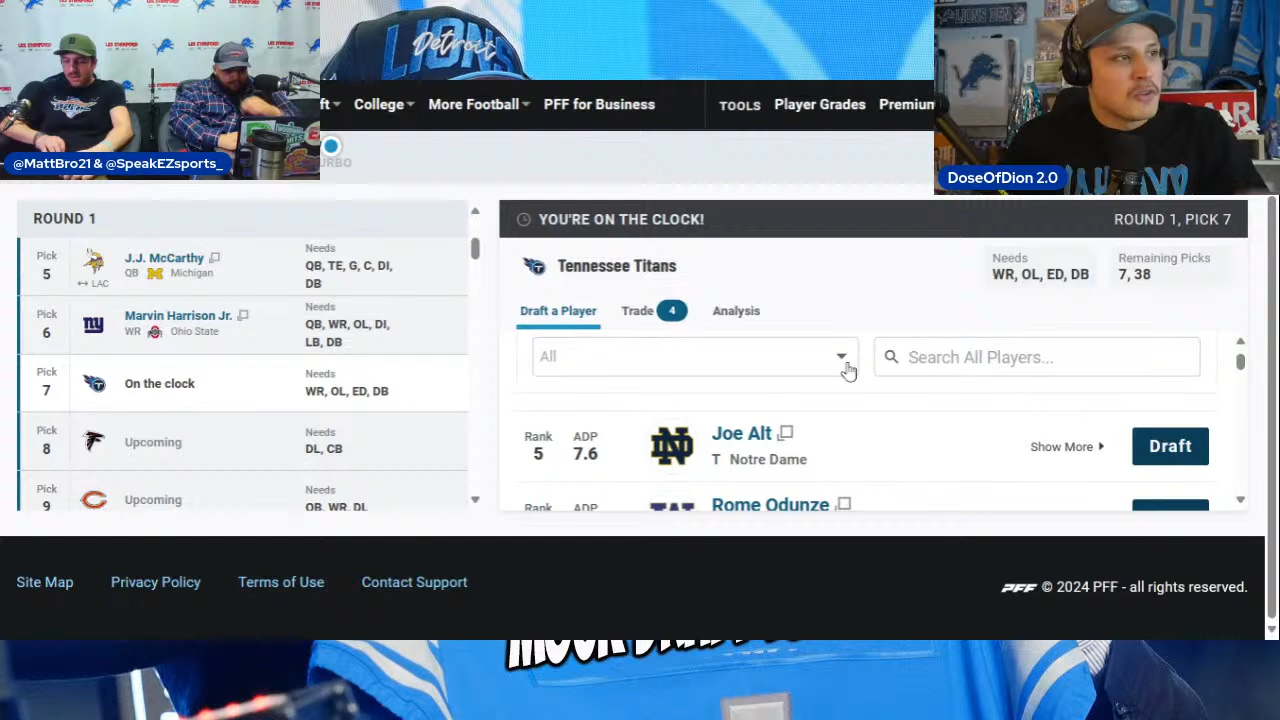 LIONS
Detroit
LIONS DEN
@MattBro21 & @SpeakEZsports_
DoseOfDion 2.0
ft
College
More Football
PFF for Business
TOOLS
Player Grades
Premium
URBO
ROUND 1
Pick
5
LAC
J.J. McCarthy
QB Michigan
Needs
QB, TE, G, C, DI,
DB
Pick
6
Marvin Harrison Jr.
WR Ohio State
Needs
QB, WR, OL, DI,
LB, DB
Pick
7
On the clock
Needs
WR, OL, ED, DB
Pick
8
Upcoming
Needs
DL, CB
Pick
9
Upcoming
Needs
QB, WR, DL
YOU'RE ON THE CLOCK!
ROUND 1, PICK 7
Tennessee Titans
Needs
WR, OL, ED, DB
Remaining Picks
7, 38
Draft a Player
Trade 4
Analysis
All
Search All Players...
Rank
5
ADP
7.6
Joe Alt
T Notre Dame
Show More
Draft
Rank
ADP
Rome Odunze
Site Map
Privacy Policy
Terms of Use
Contact Support
PFF © 2024 PFF - all rights reserved.